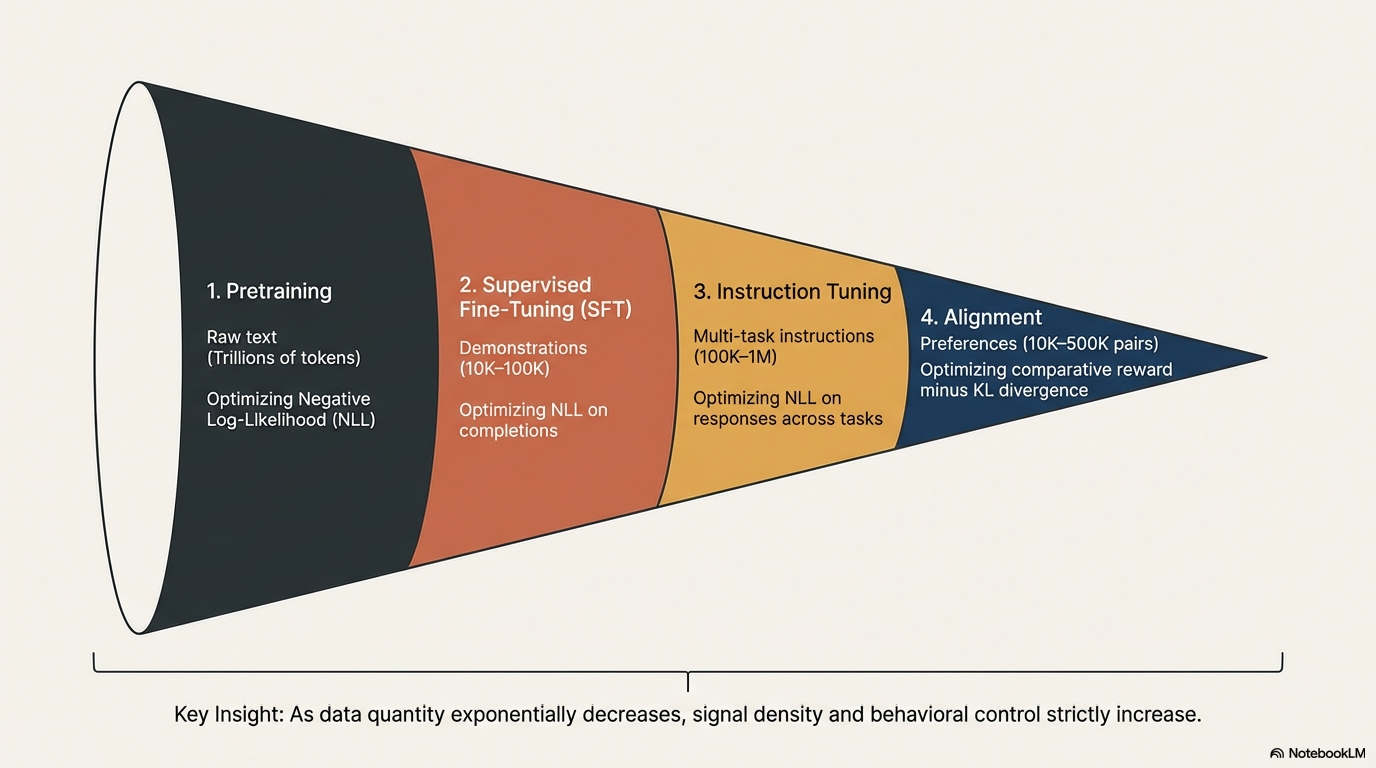 1. Pretraining
Raw text
(Trillions of tokens)
Optimizing Negative
Log-LIkelihood (NLL)
2. Supervised
Fine-Tuning (SFT)
Demonstrations
(10K–100K)
Optimizing NLL on
completions
3. Instruction Tuning
Multi-task instructions
(100K–1M)
Optimizing NLL on
responses across tasks
4. Alignment
Preferences (10K–500K pairs)
Optimizing comparative reward
minus KL divergence
Key Insight: As data quantity exponentially decreases, signal density and behavioral control strictly increase.
NotebookLM